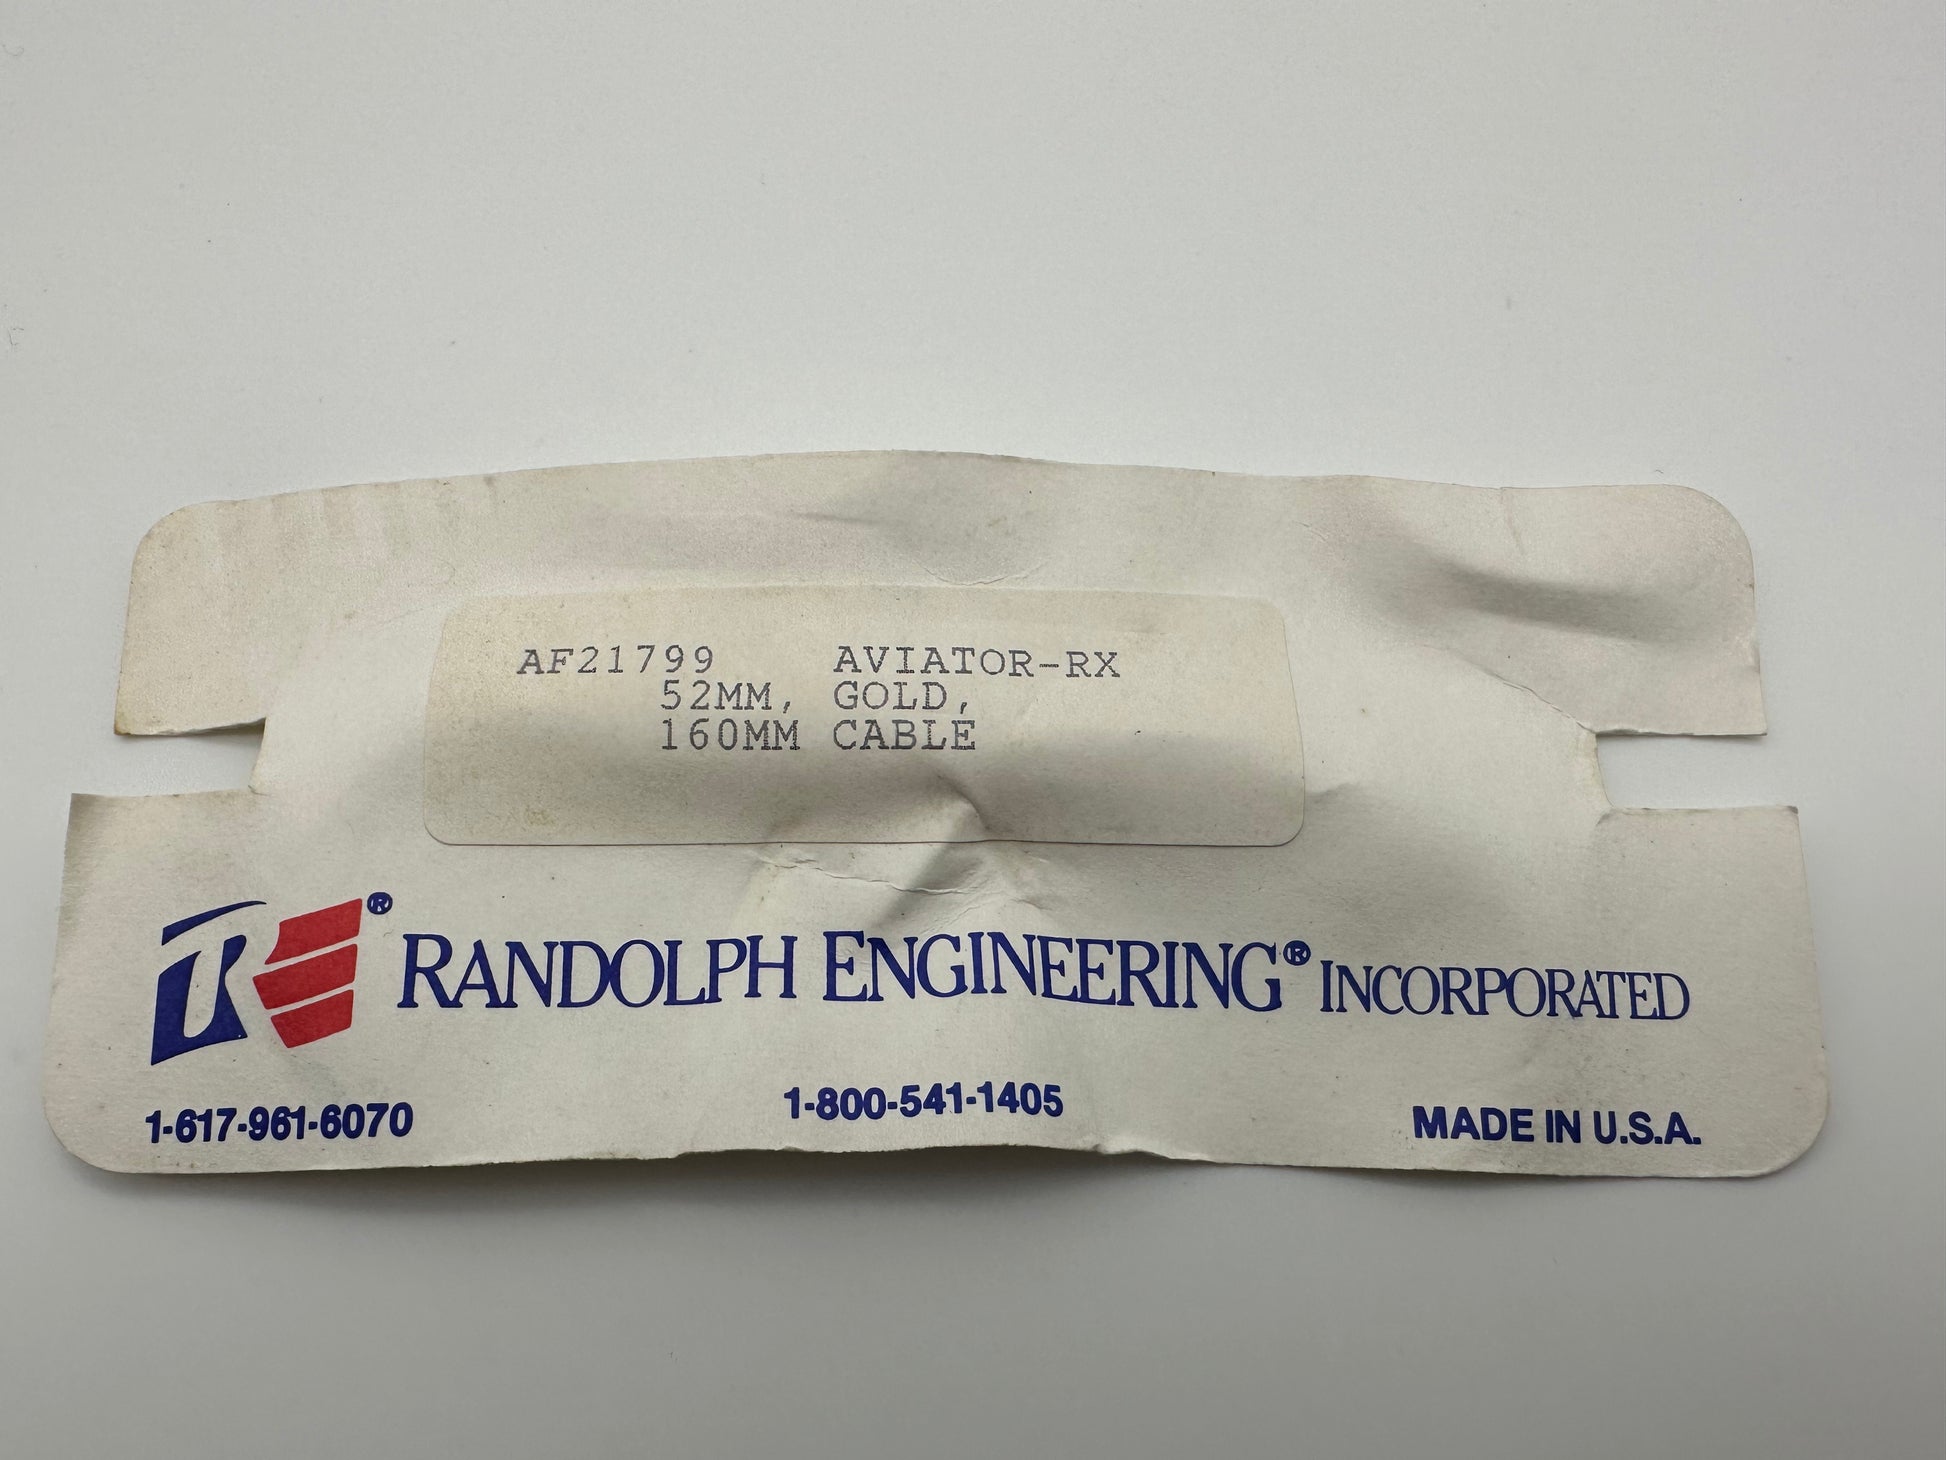 AF21799 AVIATOR-RX
52MM, GOLD,
160MM CABLE
RE® RANDOLPH ENGINEERING® INCORPORATED
1-617-961-6070 1-800-541-1405 MADE IN U.S.A.